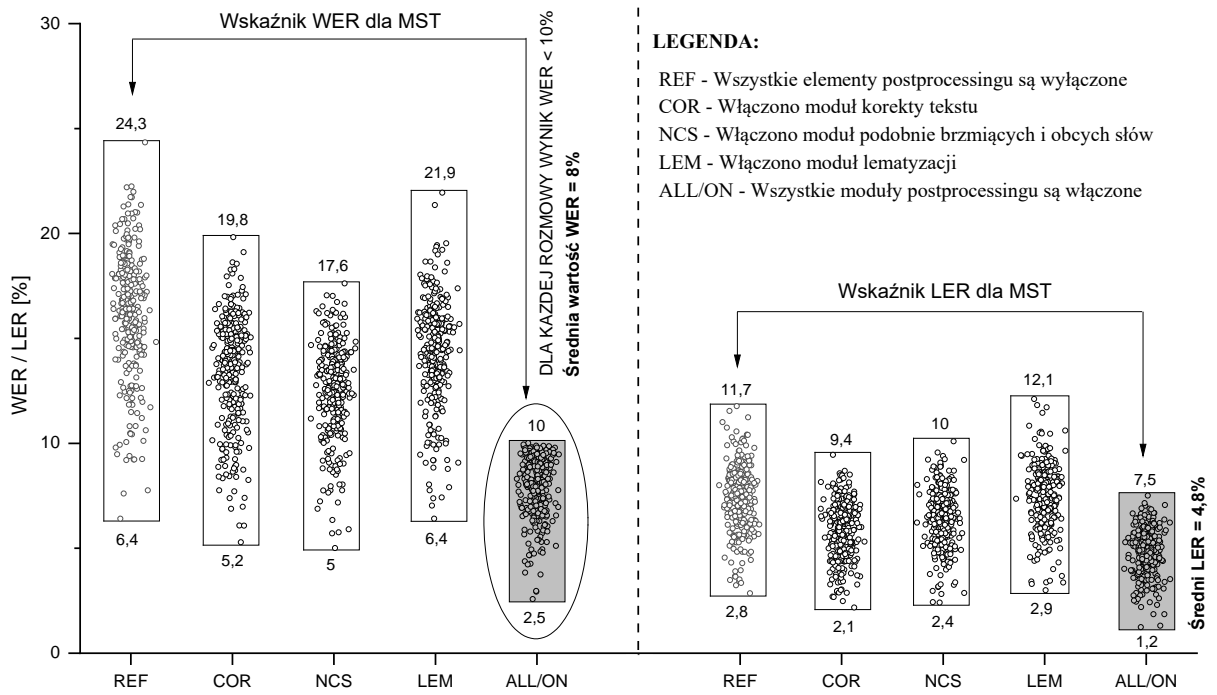 Wskaźnik WER dla MST
DLA KAŻDEJ ROZMOWY WYNIK WER < 10%
Średnia wartość WER = 8%
LEGENDA:
REF - Wszystkie elementy postprocessingu są wyłączone
COR - Włączono moduł korekty tekstu
NCS - Włączono moduł podobnie brzmiących i obcych słów
LEM - Włączono moduł lematyzacji
ALL/ON - Wszystkie moduły postprocessingu są włączone
WER / LER [%]
30
20
10
0
24,3
19,8
17,6
21,9
10
6,4
5,2
5
6,4
2,5
Wskaźnik LER dla MST
11,7
9,4
10
12,1
7,5
2,8
2,1
2,4
2,9
1,2
Średni LER = 4,8%
REF COR NCS LEM ALL/ON REF COR NCS LEM ALL/ON